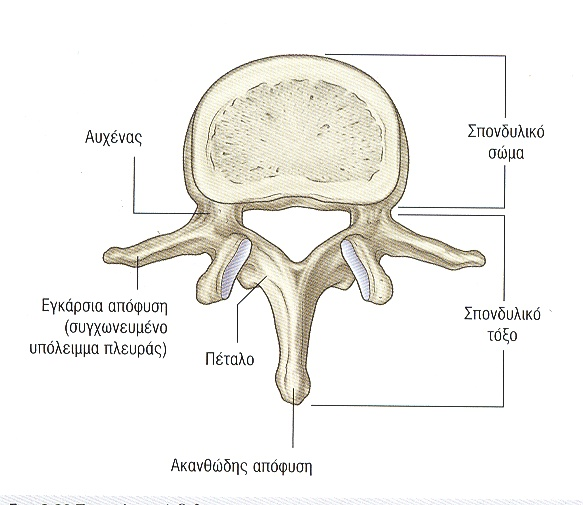 Αυχένας
Σπονδυλικό
σώμα
Εγκάρσια απόφυση
(συγχωνευμένο
υπόλειμμα πλευράς)
Πέταλο
Σπονδυλικό
τόξο
Ακανθώδης απόφυση